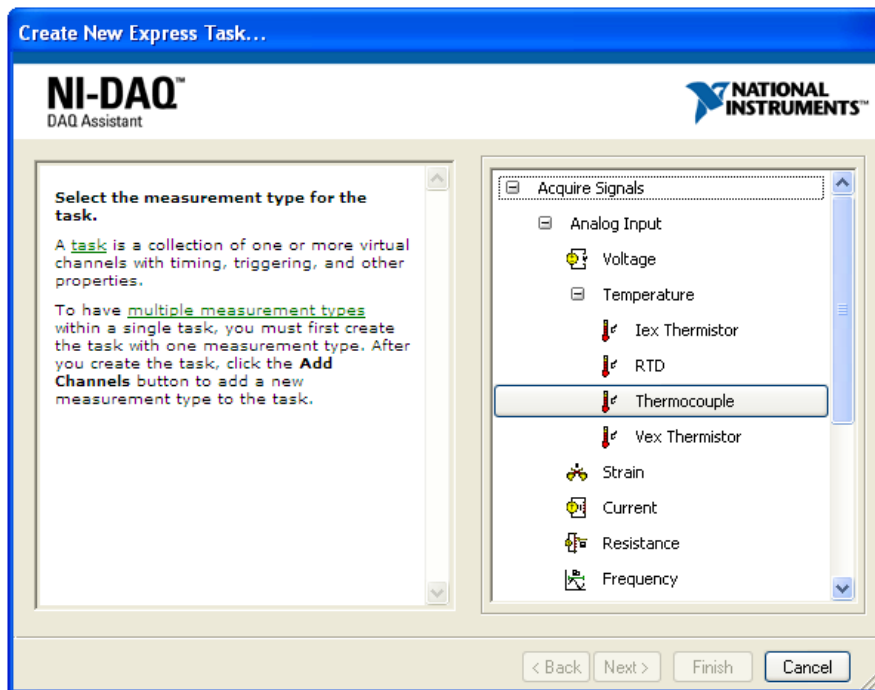 Create New Express Task...
NI-DAQ™
DAQ Assistant
NATIONAL
INSTRUMENTS™
Select the measurement type for the
task.
A task is a collection of one or more virtual
channels with timing, triggering, and other
properties.
To have multiple measurement types
within a single task, you must first create
the task with one measurement type. After
you create the task, click the Add
Channels button to add a new
measurement type to the task.
Acquire Signals
Analog Input
Voltage
Temperature
Iex Thermistor
RTD
Thermocouple
Vex Thermistor
Strain
Current
Resistance
Frequency
< Back
Next >
Finish
Cancel